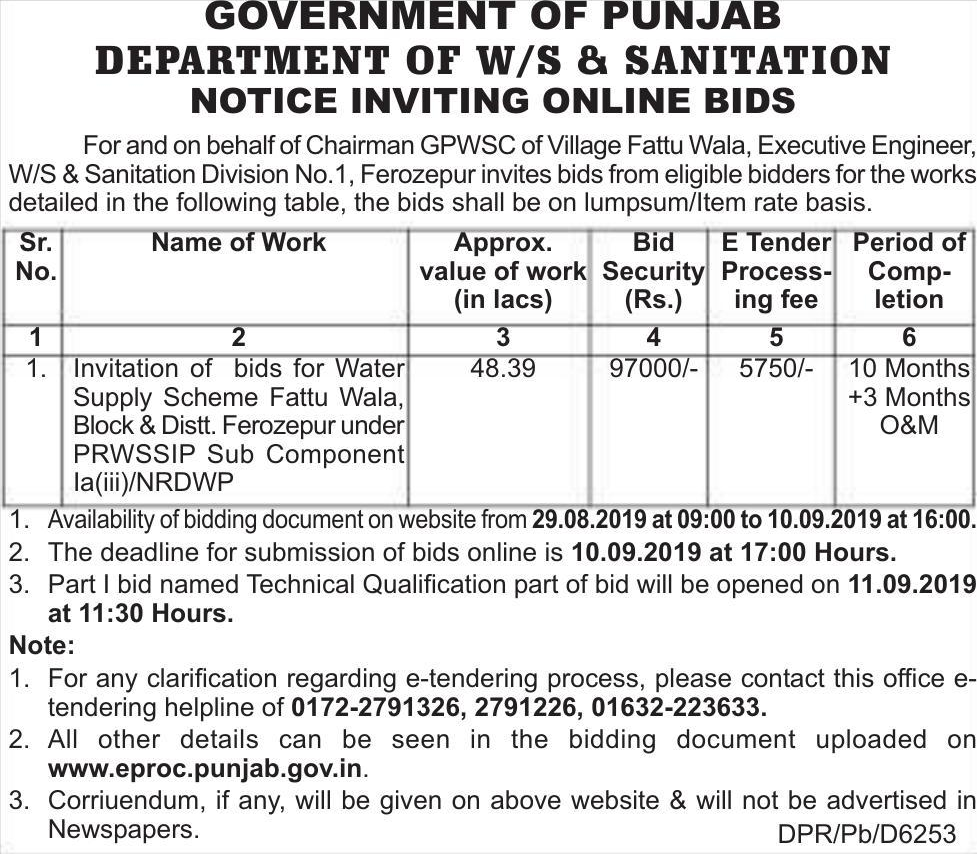 GOVERNMENT OF PUNJAB
DEPARTMENT OF W/S & SANITATION
NOTICE INVITING ONLINE BIDS
For and on behalf of Chairman GPWSC of Village Fattu Wala, Executive Engineer,
W/S & Sanitation Division No.1, Ferozepur invites bids from eligible bidders for the works
detailed in the following table, the bids shall be on lumpsum/Item rate basis.
Sr. Name of Work Approx. Bid E Tender Period of
No. value of work Security Process- Comp-
(in lacs) (Rs.) ing fee letion
1 2 3 4 5 6
1. Invitation of bids for Water 48.39 97000/- 5750/- 10 Months
Supply Scheme Fattu Wala, +3 Months
Block & Distt. Ferozepur under O&M
PRWSSIP Sub Component
Ia(iii)/NRDWP
1. Availability of bidding document on website from 29.08.2019 at 09:00 to 10.09.2019 at 16:00.
2. The deadline for submission of bids online is 10.09.2019 at 17:00 Hours.
3. Part I bid named Technical Qualification part of bid will be opened on 11.09.2019
at 11:30 Hours.
Note:
1. For any clarification regarding e-tendering process, please contact this office e-
tendering helpline of 0172-2791326, 2791226, 01632-223633.
2. All other details can be seen in the bidding document uploaded on
www.eproc.punjab.gov.in.
3. Corriuendum, if any, will be given on above website & will not be advertised in
Newspapers. DPR/Pb/D6253